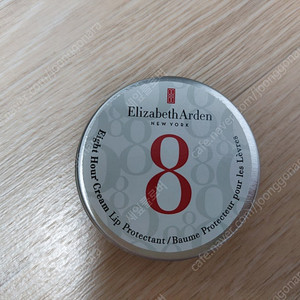 Elizabeth Arden
NEW YORK
8
Eight Hour Cream Lip Protectant / Baume Protecteur pour les Lèvres